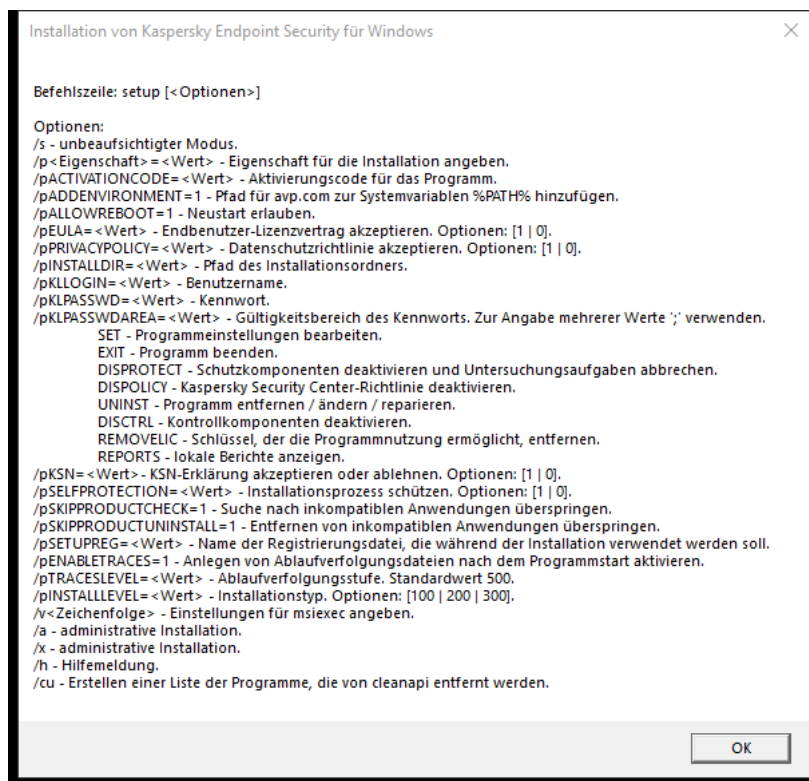 Installation von Kaspersky Endpoint Security für Windows
Befehlszeile: setup [<Optionen>]
Optionen:
/s - unbeaufsichtigter Modus.
/p<Eigenschaft>=<Wert> - Eigenschaft für die Installation angeben.
/pACTIVATIONCODE=<Wert> - Aktivierungscode für das Programm.
/pADDENVIRONMENT=1 - Pfad für avp.com zur Systemvariablen %PATH% hinzufügen.
/pALLOWREBOOT=1 - Neustart erlauben.
/pEULA=<Wert> - Endbenutzer-Lizenzvertrag akzeptieren. Optionen: [1 | 0].
/pPRIVACYPOLICY=<Wert> - Datenschutzrichtlinie akzeptieren. Optionen: [1 | 0].
/pINSTALLDIR=<Wert> - Pfad des Installationsordners.
/pKLLOGIN=<Wert> - Benutzername.
/pKLPASSWD=<Wert> - Kennwort.
/pKLPASSWDAREA=<Wert> - Gültigkeitsbereich des Kennworts. Zur Angabe mehrerer Werte ';' verwenden.
SET - Programmeinstellungen bearbeiten.
EXIT - Programm beenden.
DISPROTECT - Schutzkomponenten deaktivieren und Untersuchungsaufgaben abbrechen.
DISPOLICY - Kaspersky Security Center-Richtlinie deaktivieren.
UNINST - Programm entfernen / ändern / reparieren.
DISCTRL - Kontrollkomponenten deaktivieren.
REMOVELIC - Schlüssel, der die Programmnutzung ermöglicht, entfernen.
REPORTS - lokale Berichte anzeigen.
/pKSN=<Wert>- KSN-Erklärung akzeptieren oder ablehnen. Optionen: [1 | 0].
/pSELFPROTECTION=<Wert> - Installationsprozess schützen. Optionen: [1 | 0].
/pSKIPPRODUCTCHECK=1 - Suche nach inkompatiblen Anwendungen überspringen.
/pSKIPPRODUCTUNINSTALL=1 - Entfernen von inkompatiblen Anwendungen überspringen.
/pSETUPREG=<Wert> - Name der Registrierungsdatei, die während der Installation verwendet werden soll.
/pENABLETRACES=1 - Anlegen von Ablaufverfolgungsdateien nach dem Programmstart aktivieren.
/pTRACESLEVEL=<Wert> - Ablaufverfolgungsstufe. Standardwert 500.
/pINSTALLLEVEL=<Wert> - Installationstyp. Optionen: [100 | 200 | 300].
/v<Zeichenfolge> - Einstellungen für msiexec angeben.
/a - administrative Installation.
/x - administrative Installation.
/h - Hilfemeldung.
/cu - Erstellen einer Liste der Programme, die von cleanapi entfernt werden.
OK